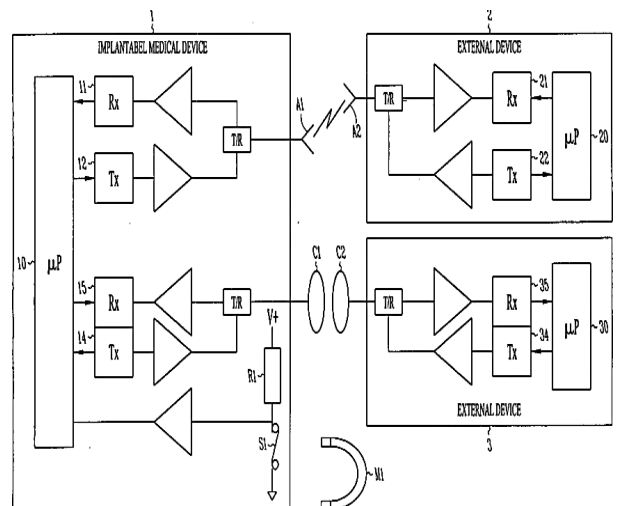 1
IMPLANTABEL MEDICAL DEVICE
11
Rx
T/R
12
Tx
10
μP
15
Rx
T/R
14
Tx
V+
R1
S1
A1
A2
C1
C2
M1
2
EXTERNAL DEVICE
T/R
21
Rx
22
Tx
μP
20
T/R
35
Rx
34
Tx
μP
30
EXTERNAL DEVICE
3